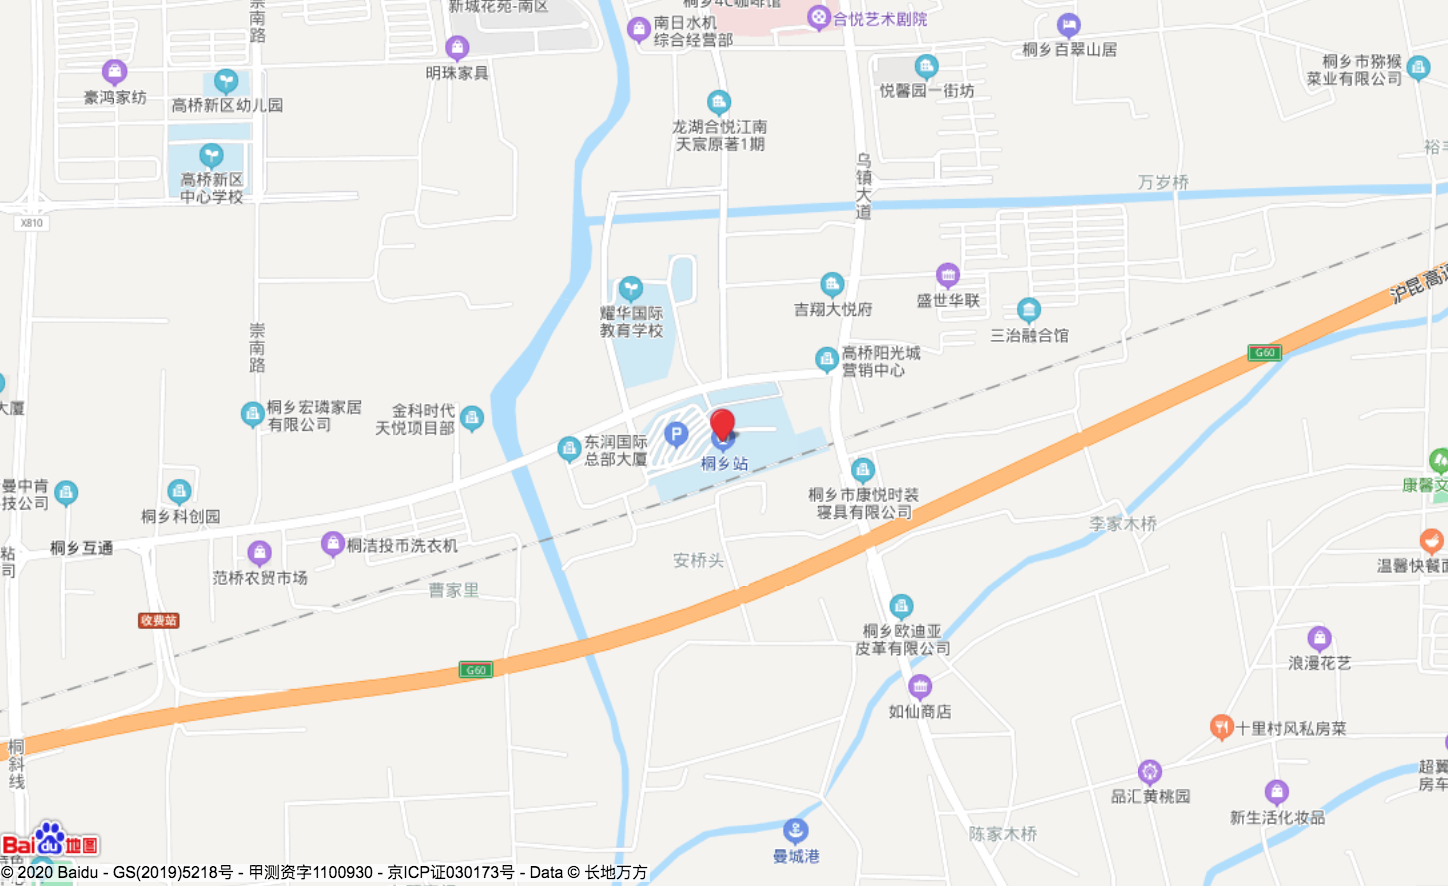 新城花苑-南区
崇南路
豪鸿家纺
高桥新区幼儿园
明珠家具
南日水机
综合经营部
桐乡4C咖啡馆
合悦艺术剧院
桐乡百翠山居
桐乡市猕猴
菜业有限公司
悦馨园一街坊
龙湖合悦江南
天宸原著1期
高桥新区
中心学校
X810
乌镇大道
万岁桥
耀华国际
教育学校
吉翔大悦府
盛世华联
三治融合馆
沪昆高速
G60
崇南路
高桥阳光城
营销中心
大厦
桐乡宏璘家居
有限公司
金科时代
天悦项目部
东润国际
总部大厦
P
桐乡站
桐乡市康悦时装
寝具有限公司
曼中肯
技公司
桐乡科创园
康馨文
李家木桥
桐乡互通
桐洁投币洗衣机
范桥农贸市场
安桥头
曹家里
温馨快餐面
收费站
桐乡欧迪亚
皮革有限公司
浪漫花艺
G60
如仙商店
十里村风私房菜
桐斜线
品汇黄桃园
新生活化妆品
超翼
房车
陈家木桥
曼城港
Bai du 地图
© 2020 Baidu - GS(2019)5218号 - 甲测资字1100930 - 京ICP证030173号 - Data © 长地万方